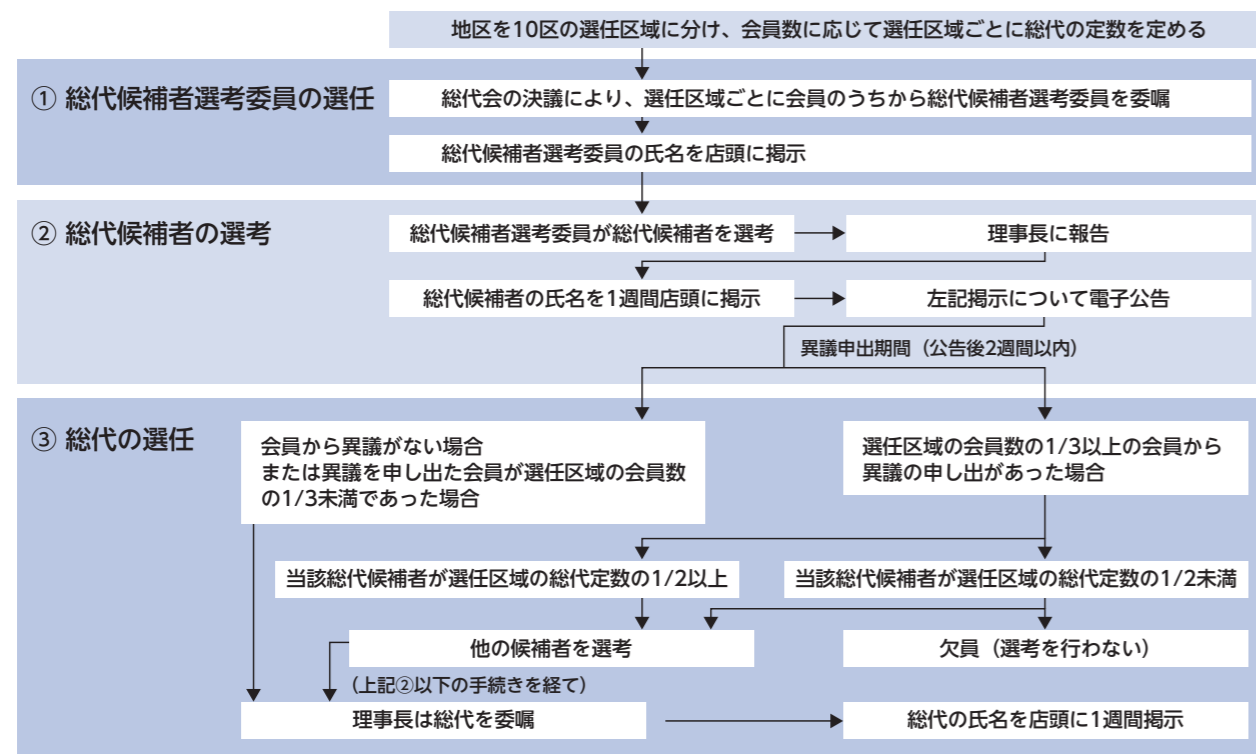 地区を10区の選任区域に分け、会員数に応じて選任区域ごとに総代の定数を定める
① 総代候補者選考委員の選任
総代会の決議により、選任区域ごとに会員のうちから総代候補者選考委員を委嘱
総代候補者選考委員の氏名を店頭に掲示
② 総代候補者の選考
総代候補者選考委員が総代候補者を選考
理事長に報告
総代候補者の氏名を1週間店頭に掲示
左記掲示について電子公告
異議申出期間（公告後2週間以内）
③ 総代の選任
会員から異議がない場合
または異議を申し出た会員が選任区域の会員数
の1/3未満であった場合
選任区域の会員数の1/3以上の会員から
異議の申し出があった場合
当該総代候補者が選任区域の総代定数の1/2以上
当該総代候補者が選任区域の総代定数の1/2未満
他の候補者を選考
欠員（選考を行わない）
（上記②以下の手続きを経て）
理事長は総代を委嘱
総代の氏名を店頭に1週間掲示